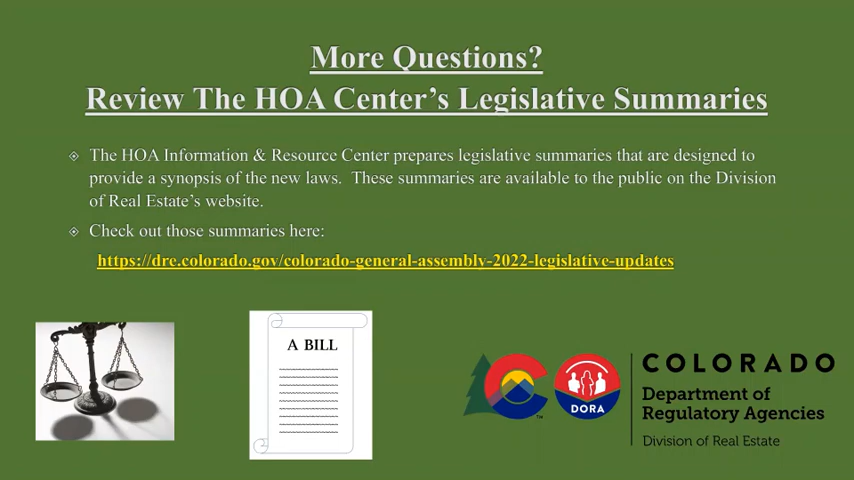 More Questions?
Review The HOA Center’s Legislative Summaries
The HOA Information & Resource Center prepares legislative summaries that are designed to
provide a synopsis of the new laws.  These summaries are available to the public on the Division
of Real Estate’s website.
Check out those summaries here:
https://dre.colorado.gov/colorado-general-assembly-2022-legislative-updates
A BILL
DORA
TM
COLORADO
Department of
Regulatory Agencies
Division of Real Estate